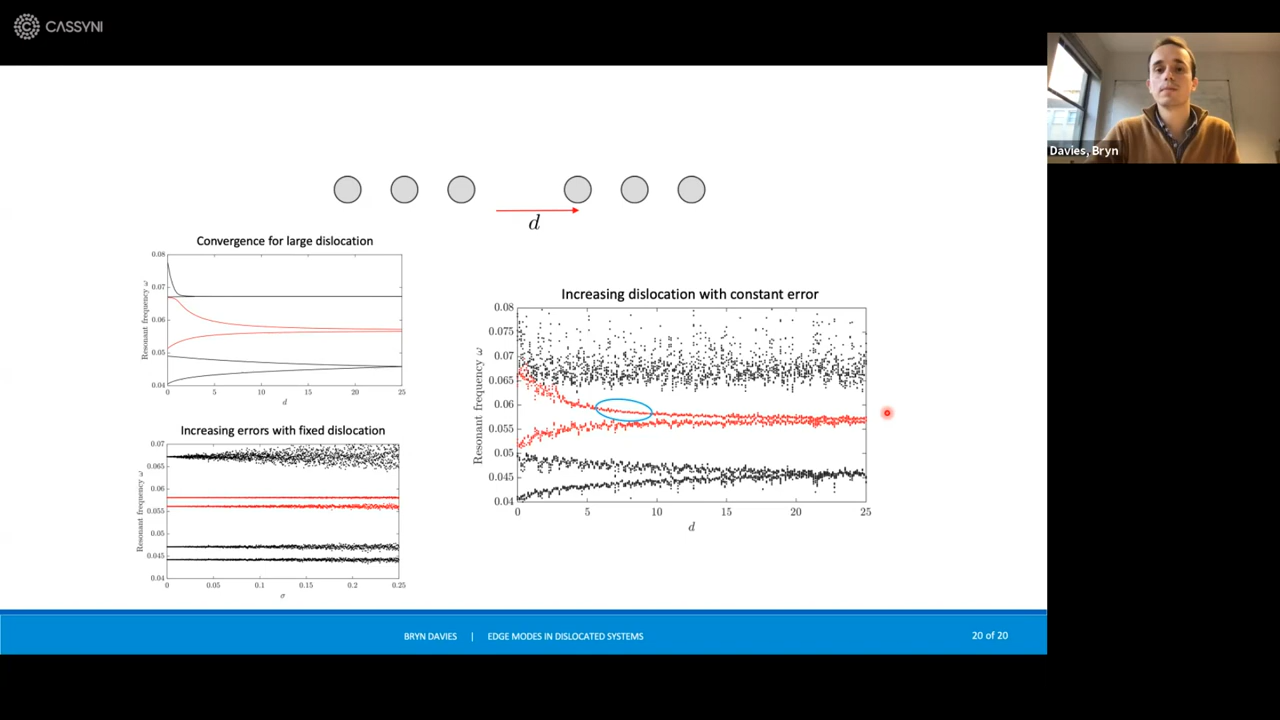 CASSYNI
Davies, Bryn
d
Convergence for large dislocation
0.08
0.07
0.06
0.05
0.04
Resonant frequency ω
0
5
10
15
20
25
d
Increasing errors with fixed dislocation
0.07
0.065
0.06
0.055
0.05
0.045
0.04
Resonant frequency ω
0
0.05
0.1
0.15
0.2
0.25
σ
Increasing dislocation with constant error
0.08
0.075
0.07
0.065
0.06
0.055
0.05
0.045
0.04
Resonant frequency ω
0
5
10
15
20
25
d
BRYN DAVIES | EDGE MODES IN DISLOCATED SYSTEMS
20 of 20